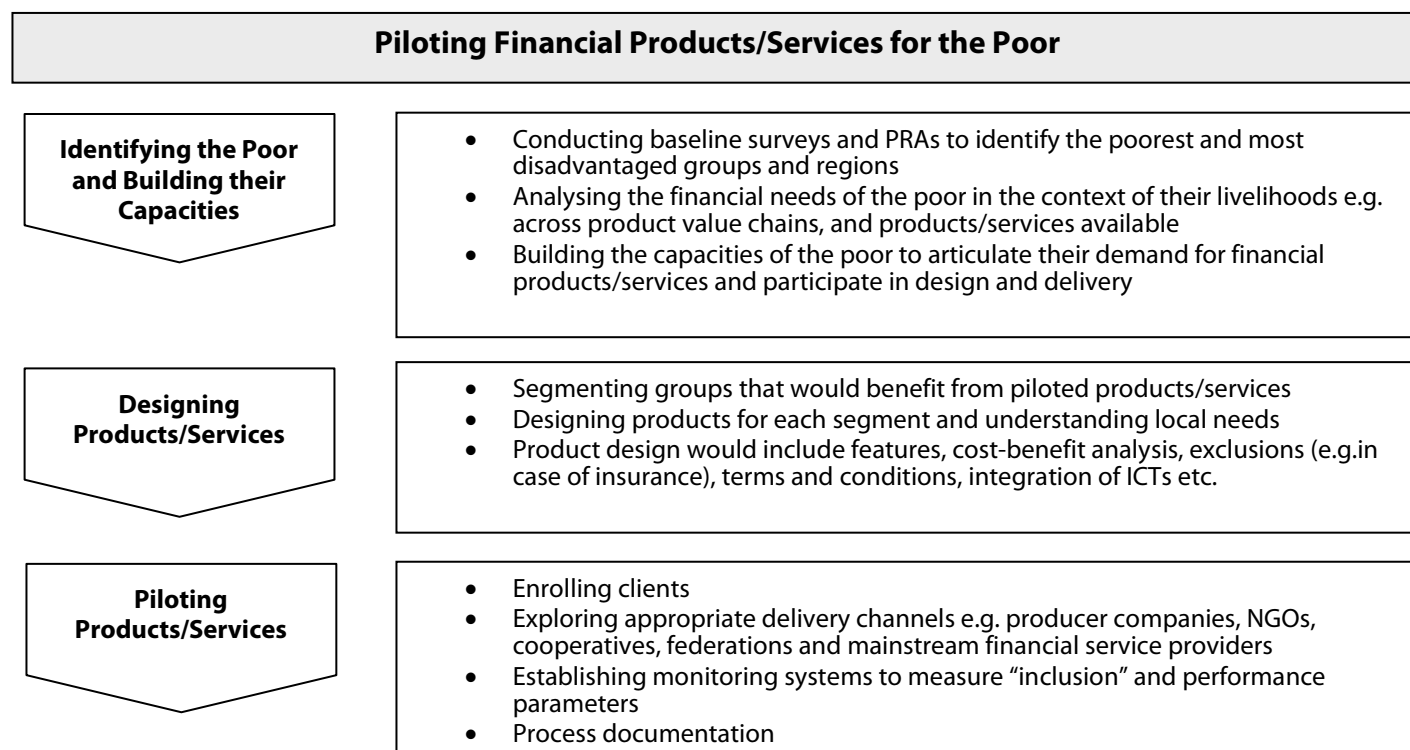 Piloting Financial Products/Services for the Poor
Identifying the Poor
and Building their
Capacities
• Conducting baseline surveys and PRAs to identify the poorest and most
disadvantaged groups and regions
• Analysing the financial needs of the poor in the context of their livelihoods e.g.
across product value chains, and products/services available
• Building the capacities of the poor to articulate their demand for financial
products/services and participate in design and delivery
Designing
Products/Services
• Segmenting groups that would benefit from piloted products/services
• Designing products for each segment and understanding local needs
• Product design would include features, cost-benefit analysis, exclusions (e.g.in
case of insurance), terms and conditions, integration of ICTs etc.
Piloting
Products/Services
• Enrolling clients
• Exploring appropriate delivery channels e.g. producer companies, NGOs,
cooperatives, federations and mainstream financial service providers
• Establishing monitoring systems to measure “inclusion” and performance
parameters
• Process documentation